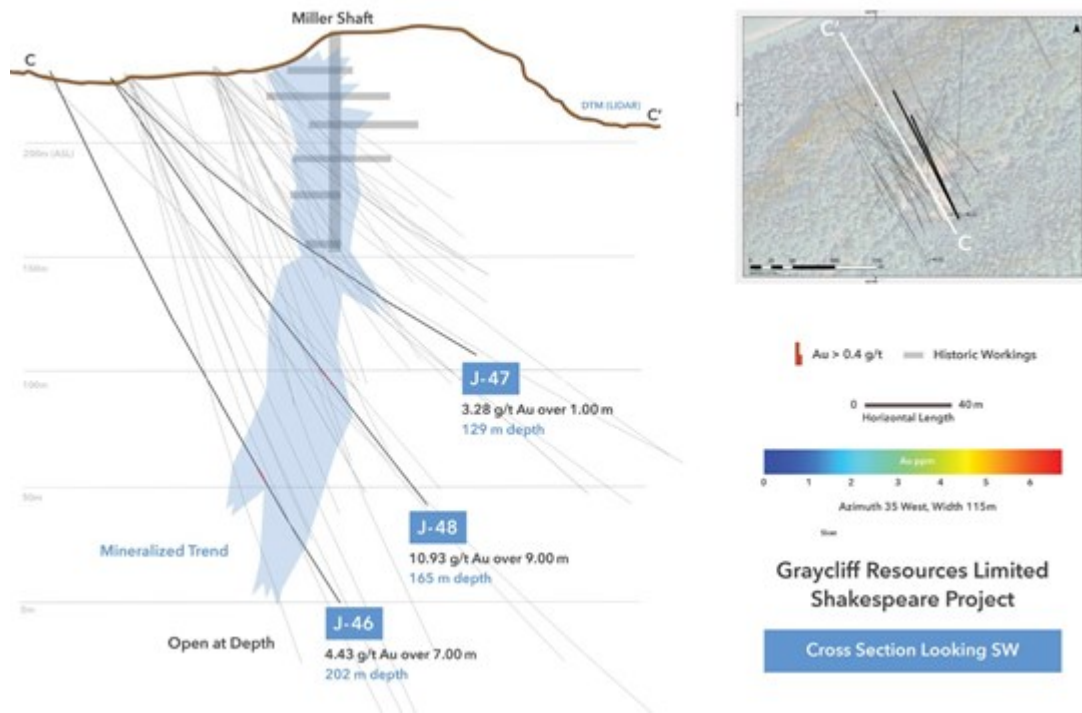 Miller Shaft
C
DTM (LIDAR)
C'
200m (ASL)
150m
100m
50m
0m
J-47
3.28 g/t Au over 1.00 m
129 m depth
J-48
10.93 g/t Au over 9.00 m
165 m depth
Mineralized Trend
J-46
Open at Depth
4.43 g/t Au over 7.00 m
202 m depth
C'
C
Au > 0.4 g/t
Historic Workings
0 40 m
Horizontal Length
Au ppm
0 1 2 3 4 5 6
Azimuth 35 West, Width 115m
Graycliff Resources Limited
Shakespeare Project
Cross Section Looking SW